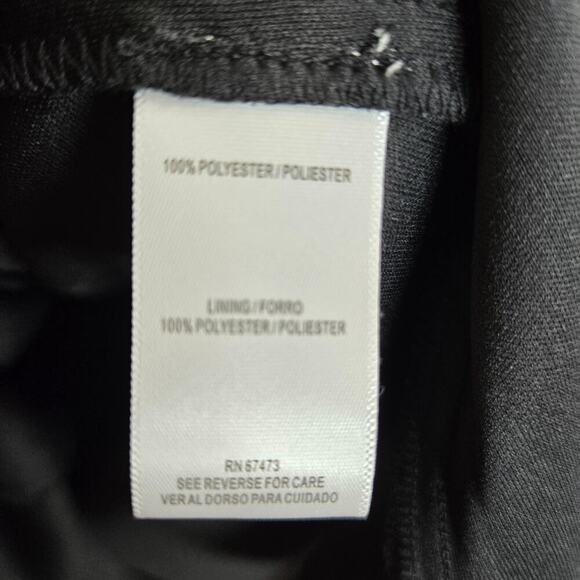 100% POLYESTER / POLIESTER
LINING / FORRO
100% POLYESTER / POLIESTER
RN 67473
SEE REVERSE FOR CARE
VER AL DORSO PARA CUIDADO